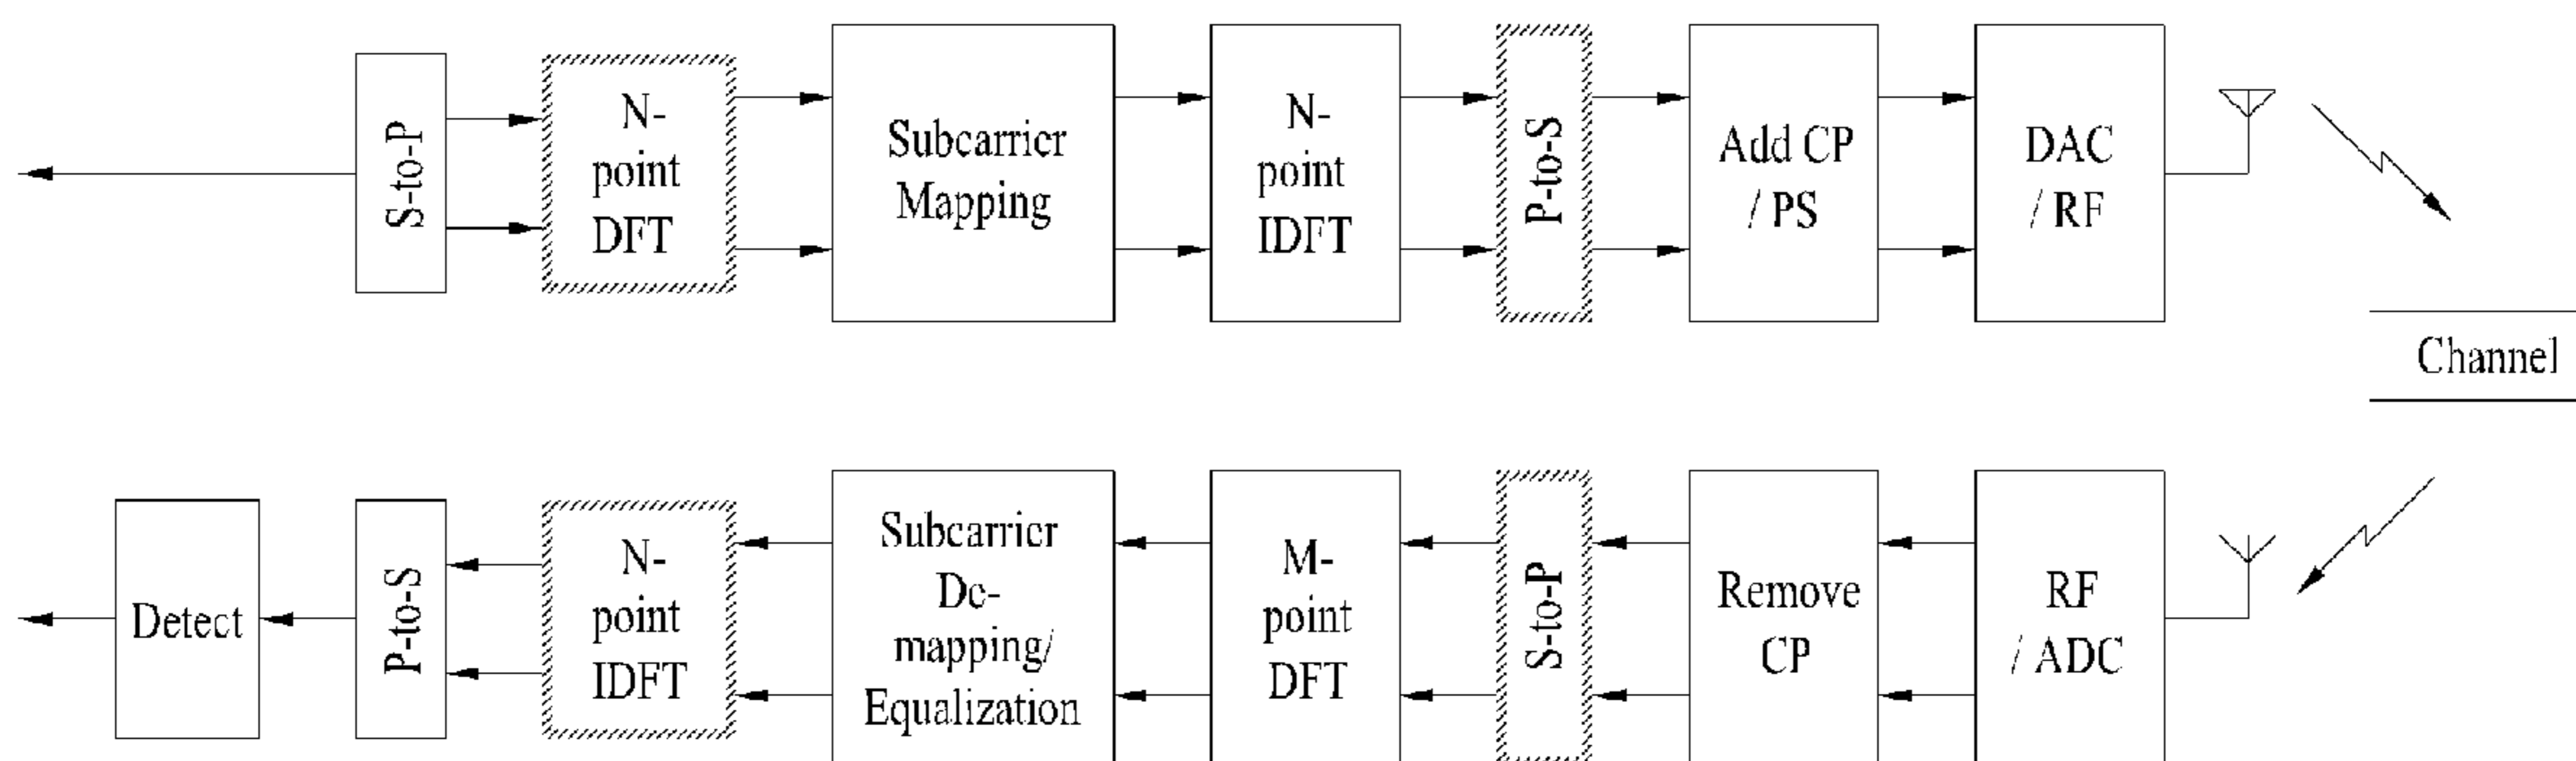 S-to-P
N-
point
DFT
Subcarrier
Mapping
N-
point
IDFT
P-to-S
Add CP
/ PS
DAC
/ RF
Channel
Detect
P-to-S
N-
point
IDFT
Subcarrier
De-
mapping/
Equalization
M-
point
DFT
S-to-P
Remove
CP
RF
/ ADC